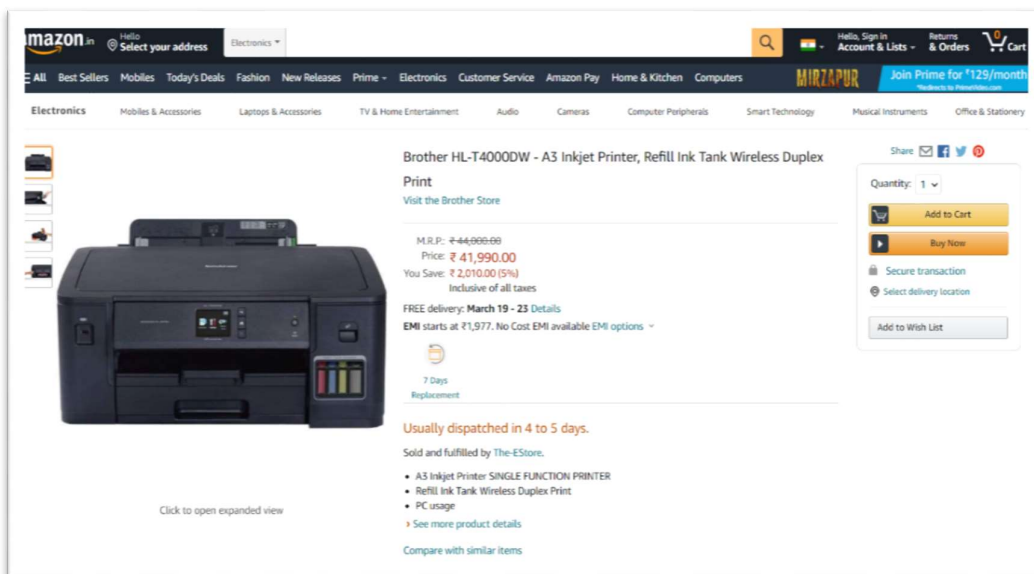 amazon.in
Hello
Select your address
Electronics
Hello, Sign in
Account & Lists
Returns
& Orders
0
Cart
All Best Sellers Mobiles Today's Deals Fashion New Releases Prime Electronics Customer Service Amazon Pay Home & Kitchen Computers
MIRZAPUR
Join Prime for ₹129/month
*Redirects to PrimeVideo.com
Electronics Mobiles & Accessories Laptops & Accessories TV & Home Entertainment Audio Cameras Computer Peripherals Smart Technology Musical Instruments Office & Stationery
Brother HL-T4000DW - A3 Inkjet Printer, Refill Ink Tank Wireless Duplex
Print
Visit the Brother Store
M.R.P.: ₹ 44,000.00
Price: ₹ 41,990.00
You Save: ₹ 2,010.00 (5%)
Inclusive of all taxes
FREE delivery: March 19 - 23 Details
EMI starts at ₹1,977. No Cost EMI available EMI options
7 Days
Replacement
Usually dispatched in 4 to 5 days.
Sold and fulfilled by The-EStore.
• A3 Inkjet Printer SINGLE FUNCTION PRINTER
• Refill Ink Tank Wireless Duplex Print
• PC usage
› See more product details
Compare with similar items
Click to open expanded view
Share
Quantity: 1
Add to Cart
Buy Now
Secure transaction
Select delivery location
Add to Wish List